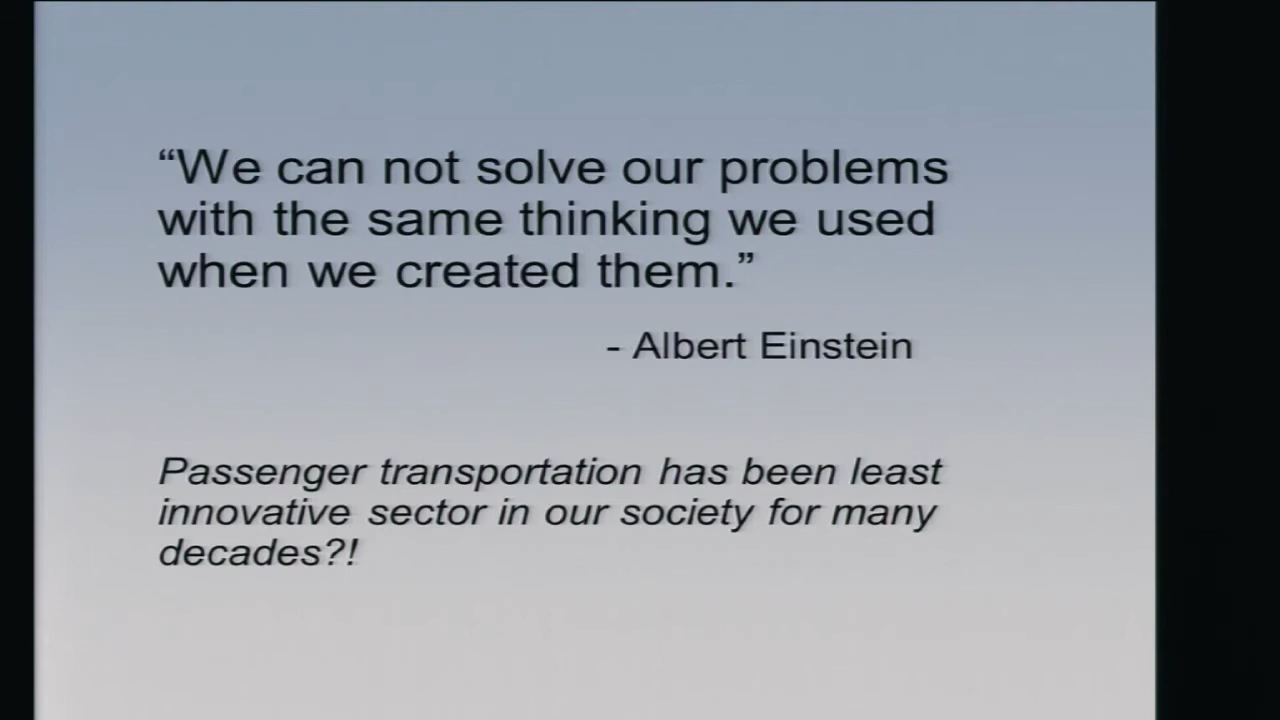 “We can not solve our problems
with the same thinking we used
when we created them.”
- Albert Einstein
Passenger transportation has been least
innovative sector in our society for many
decades?!